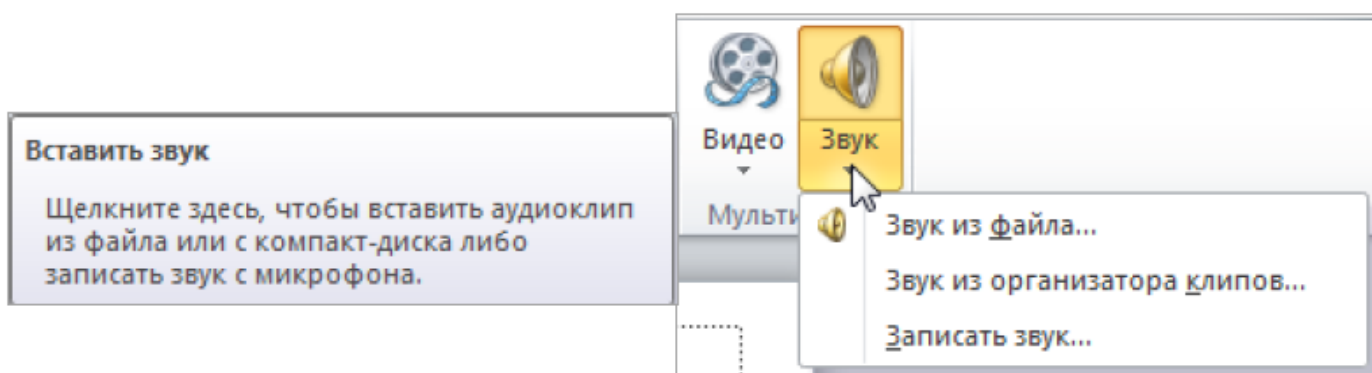 Вставить звук
Щелкните здесь, чтобы вставить аудиоклип
из файла или с компакт-диска либо
записать звук с микрофона.
Видео
Звук
Мульти
Звук из файла...
Звук из организатора клипов...
Записать звук...